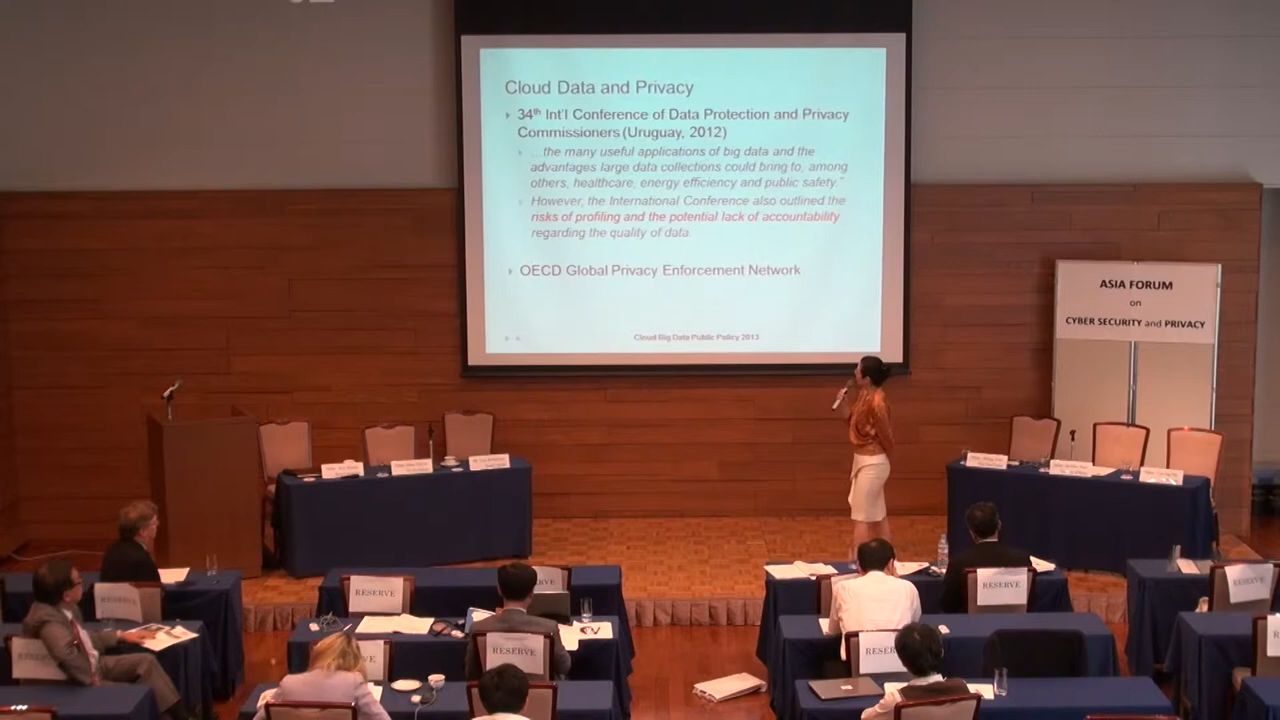 Cloud Data and Privacy
34th Int'l Conference of Data Protection and Privacy
Commissioners (Uruguay, 2012)
...the many useful applications of big data and the
advantages large data collections could bring to, among
others, healthcare, energy efficiency and public safety."
However, the International Conference also outlined the
risks of profiling and the potential lack of accountability
regarding the quality of data.
OECD Global Privacy Enforcement Network
Cloud Big Data Public Policy 2013
ASIA FORUM
on
CYBER SECURITY and PRIVACY
RESERVE
RESERVE
RESERVE
RESERVE
RESERVE
RESERVE
RESERVE